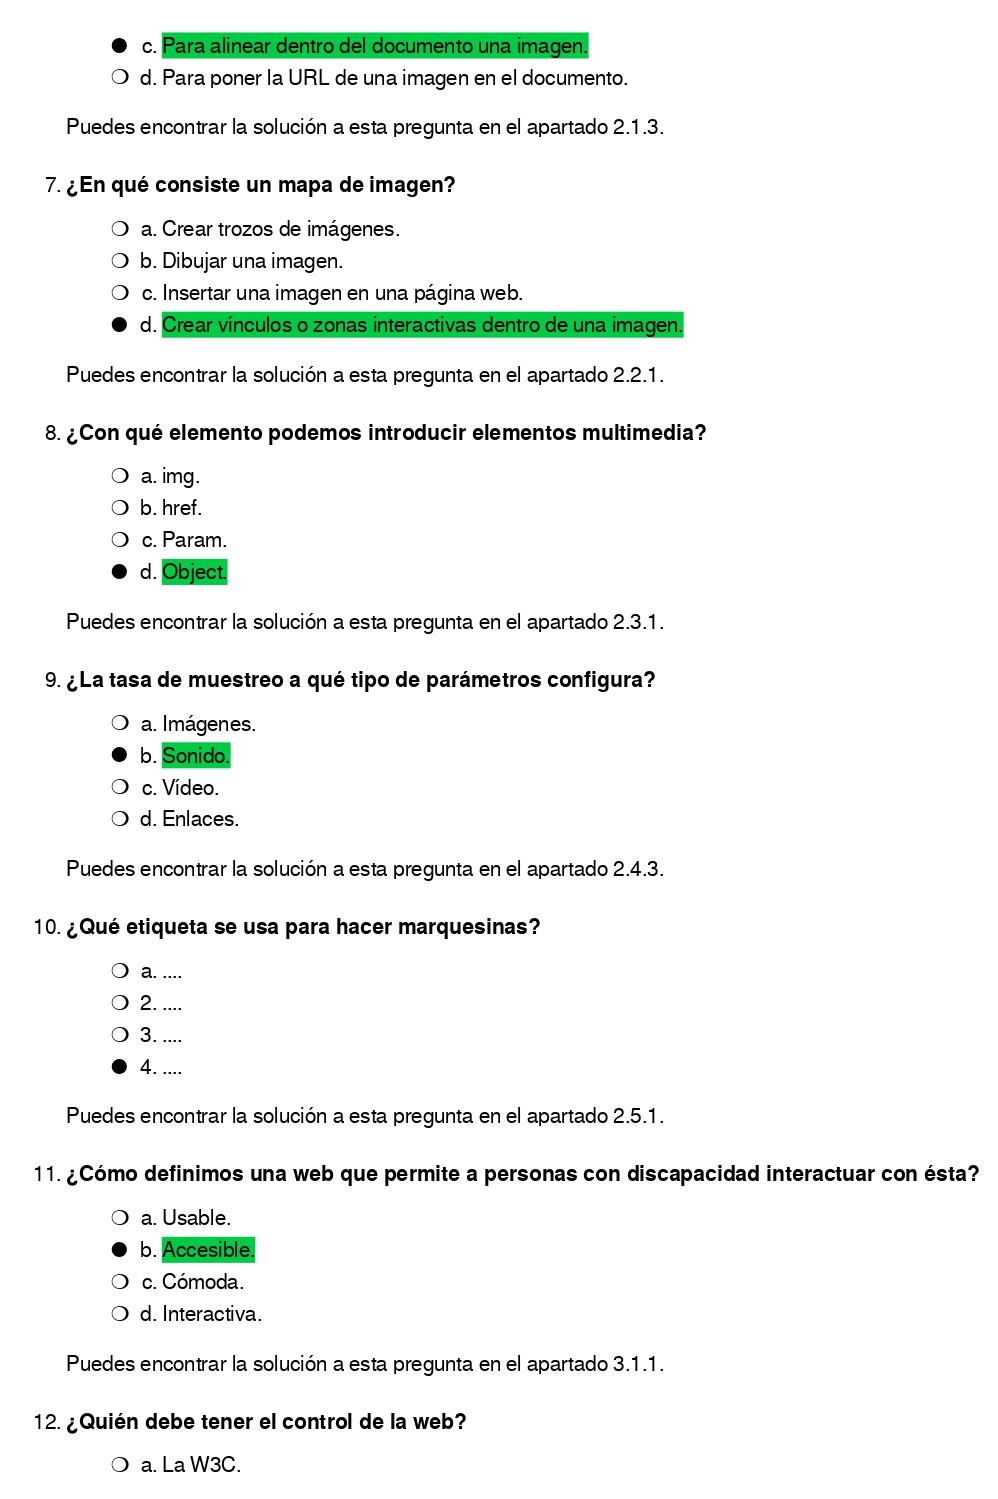 c. Para alinear dentro del documento una imagen.
d. Para poner la URL de una imagen en el documento.
Puedes encontrar la solución a esta pregunta en el apartado 2.1.3.
7. ¿En qué consiste un mapa de imagen?
a. Crear trozos de imágenes.
b. Dibujar una imagen.
c. Insertar una imagen en una página web.
d. Crear vínculos o zonas interactivas dentro de una imagen.
Puedes encontrar la solución a esta pregunta en el apartado 2.2.1.
8. ¿Con qué elemento podemos introducir elementos multimedia?
a. img.
b. href.
c. Param.
d. Object.
Puedes encontrar la solución a esta pregunta en el apartado 2.3.1.
9. ¿La tasa de muestreo a qué tipo de parámetros configura?
a. Imágenes.
b. Sonido.
c. Vídeo.
d. Enlaces.
Puedes encontrar la solución a esta pregunta en el apartado 2.4.3.
10. ¿Qué etiqueta se usa para hacer marquesinas?
a. ....
2. ....
3. ....
4. ....
Puedes encontrar la solución a esta pregunta en el apartado 2.5.1.
11. ¿Cómo definimos una web que permite a personas con discapacidad interactuar con ésta?
a. Usable.
b. Accesible.
c. Cómoda.
d. Interactiva.
Puedes encontrar la solución a esta pregunta en el apartado 3.1.1.
12. ¿Quién debe tener el control de la web?
a. La W3C.